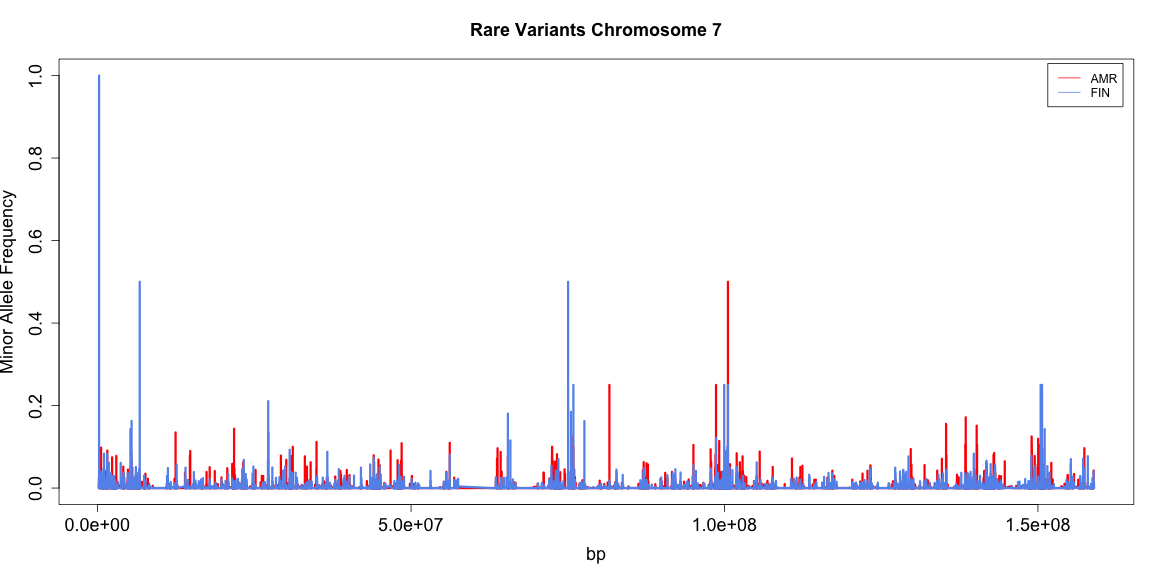 Rare Variants Chromosome 7
AMR
FIN
Minor Allele Frequency
1.0
0.8
0.6
0.4
0.2
0.0
0.0e+00 5.0e+07 1.0e+08 1.5e+08
bp